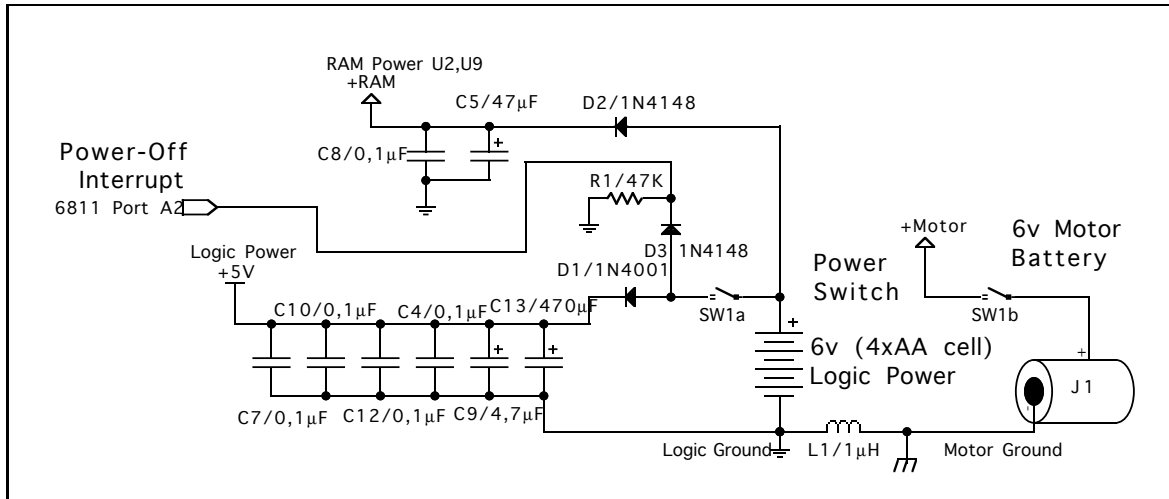 RAM Power U2,U9
+RAM
C5/47µF
D2/1N4148
+
C8/0,1µF
Power-Off
Interrupt
6811 Port A2
R1/47K
D3 1N4148
Logic Power
+5V
D1/1N4001
+Motor
6v Motor
Battery
Power
Switch
SW1a
SW1b
C10/0,1µF
C4/0,1µF
C13/470µF
+
+
+
6v (4xAA cell)
Logic Power
+
J1
-
C7/0,1µF
C12/0,1µF
C9/4,7µF
Logic Ground
L1/1µH
Motor Ground